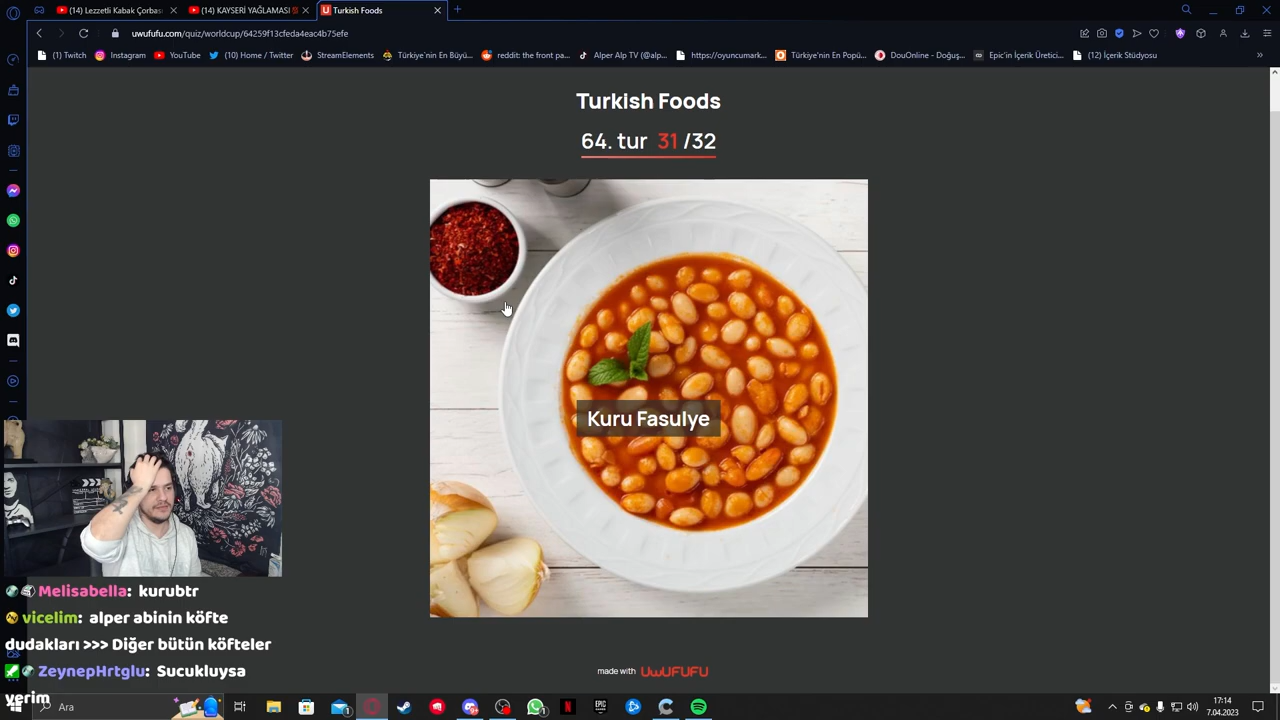 (14) Lezzetli Kabak Çorbası
(14) KAYSERİ YAĞLAMASI
Turkish Foods
uwufufu.com/quiz/worldcup/64259f13cfeda4eac4b75efe
(1) Twitch
Instagram
YouTube
(10) Home / Twitter
StreamElements
Türkiye'nin En Büyü...
reddit: the front pa...
Alper Alp TV (@alp...
https://oyuncumark...
Türkiye'nin En Popü...
DouOnline - Doğuş...
Epic'in İçerik Üretici...
(12) İçerik Stüdyosu
Turkish Foods
64. tur 31 /32
Kuru Fasulye
made with UWUFUFU
Melisabella: kurubtr
vicelim: alper abinin köfte
dudakları >>> Diğer bütün köfteler
ZeynepHrtglu: Sucukluysa
yerim
Ara
17:14
7.04.2023